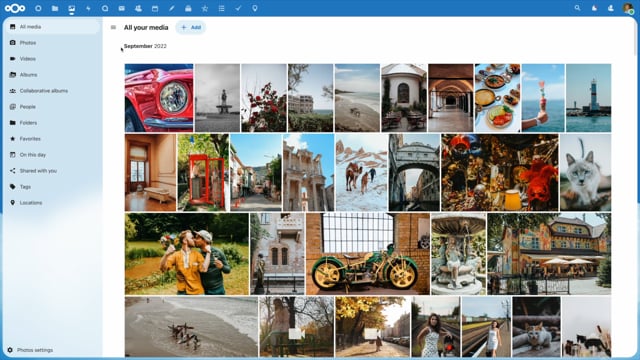 All media
Photos
Videos
Albums
Collaborative albums
People
Folders
Favorites
On this day
Shared with you
Tags
Locations
Photos settings
All your media
Add
September 2022